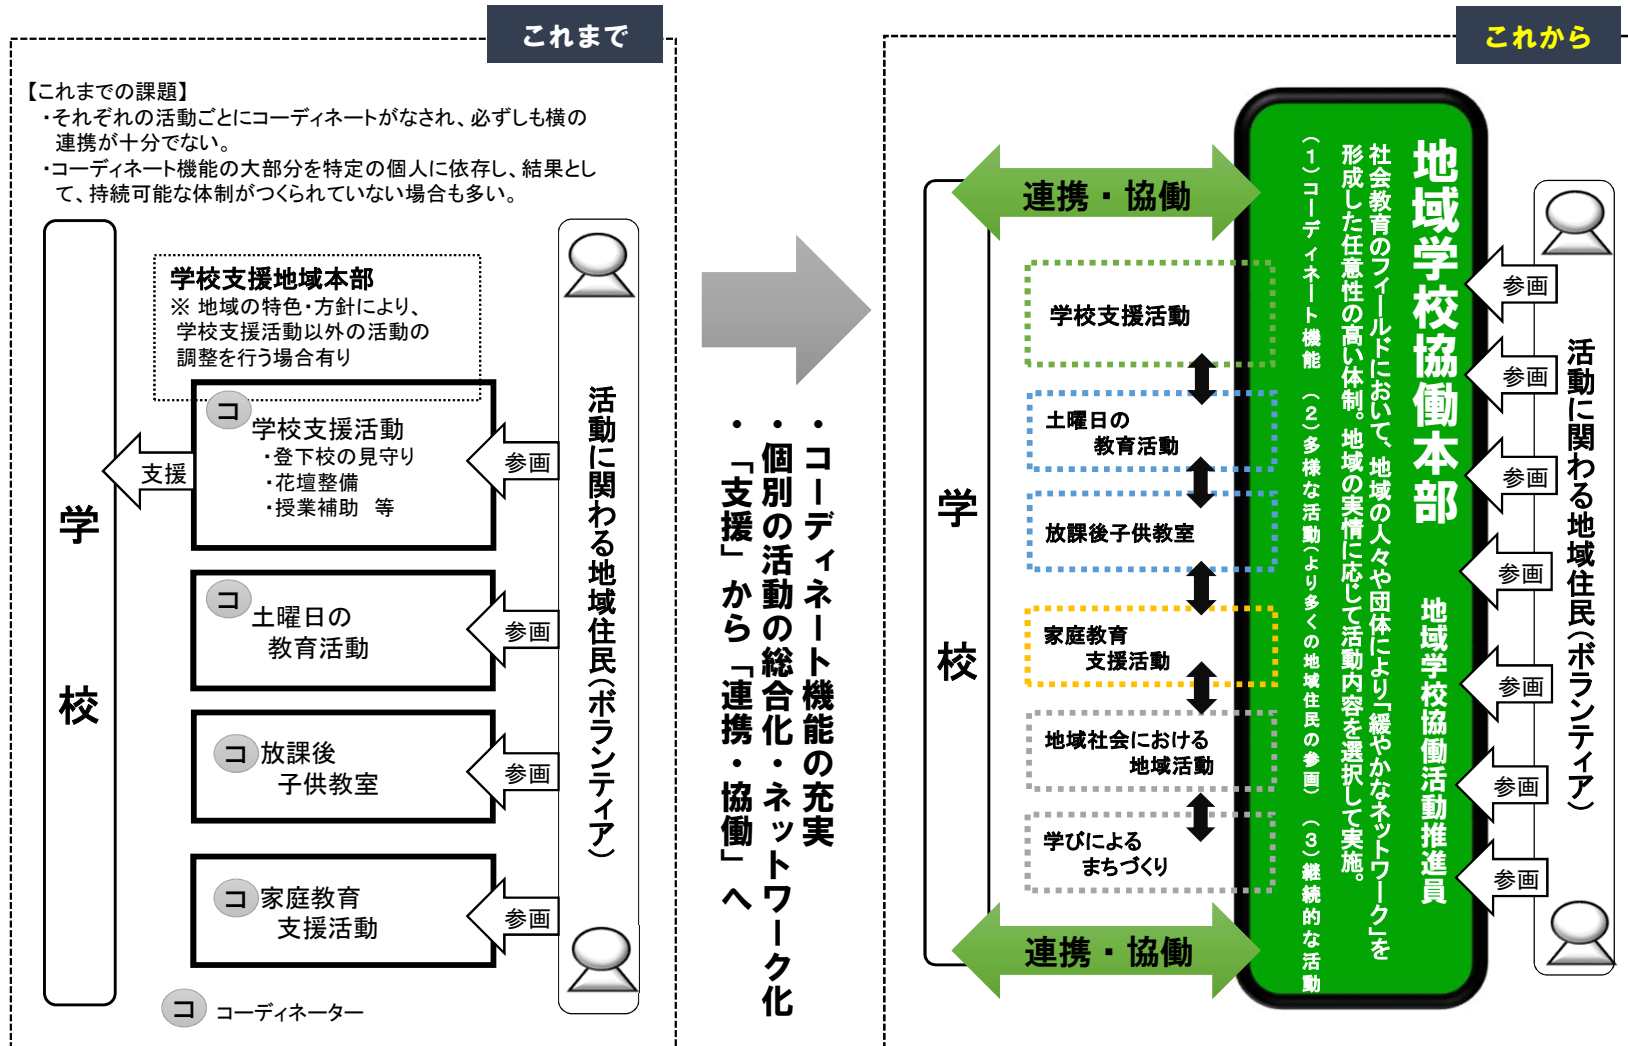 これまで
【これまでの課題】
・それぞれの活動ごとにコーディネートがなされ、必ずしも横の
連携が十分でない。
・コーディネート機能の大部分を特定の個人に依存し、結果とし
て、持続可能な体制がつくられていない場合も多い。
学校
学校支援地域本部
※ 地域の特色・方針により、
学校支援活動以外の活動の
調整を行う場合有り
コ
学校支援活動
・登下校の見守り
・花壇整備
・授業補助 等
支援
参画
コ
土曜日の
教育活動
参画
コ
放課後
子供教室
参画
コ
家庭教育
支援活動
参画
活動に関わる地域住民（ボランティア）
コ コーディネーター
・コーディネート機能の充実
・個別の活動の総合化・ネットワーク化
・「支援」から「連携・協働」へ
これから
学校
連携・協働
学校支援活動
土曜日の
教育活動
放課後子供教室
家庭教育
支援活動
地域社会における
地域活動
学びによる
まちづくり
連携・協働
地域学校協働本部 地域学校協働活動推進員
社会教育のフィールドにおいて、地域の人々や団体により「緩やかなネットワーク」を
形成した任意性の高い体制。地域の実情に応じて活動内容を選択して実施。
（１）コーディネート機能 （２）多様な活動（より多くの地域住民の参画） （３）継続的な活動
参画
参画
参画
参画
参画
参画
参画
活動に関わる地域住民（ボランティア）